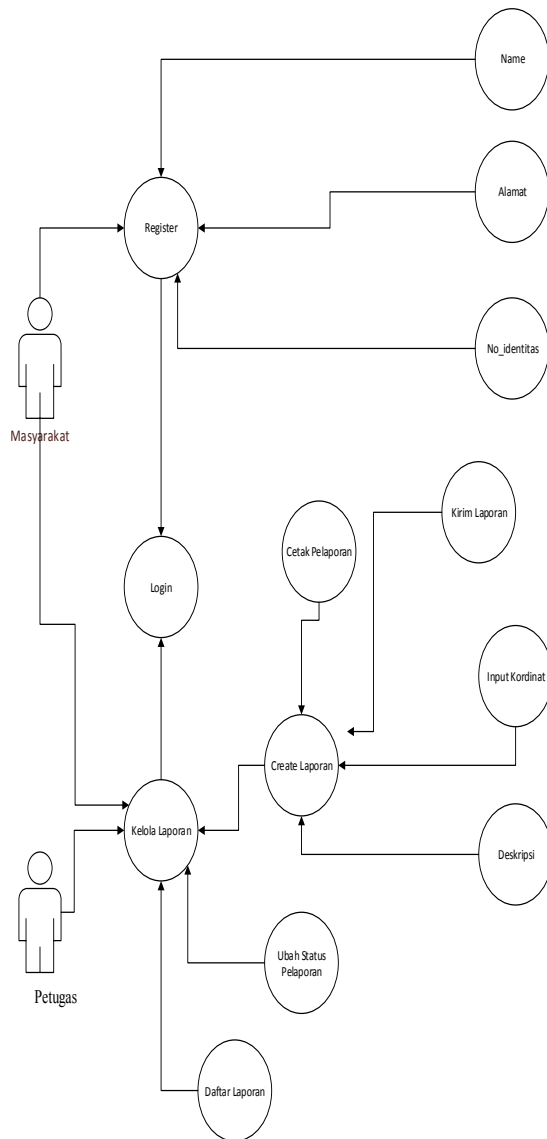 Name
Alamat
Register
No_identitas
Masyarakat
Kirim Laporan
Cetak Pelaporan
Login
Input Kordinat
Create Laporan
Kelola Laporan
Deskripsi
Ubah Status
Pelaporan
Petugas
Daftar Laporan